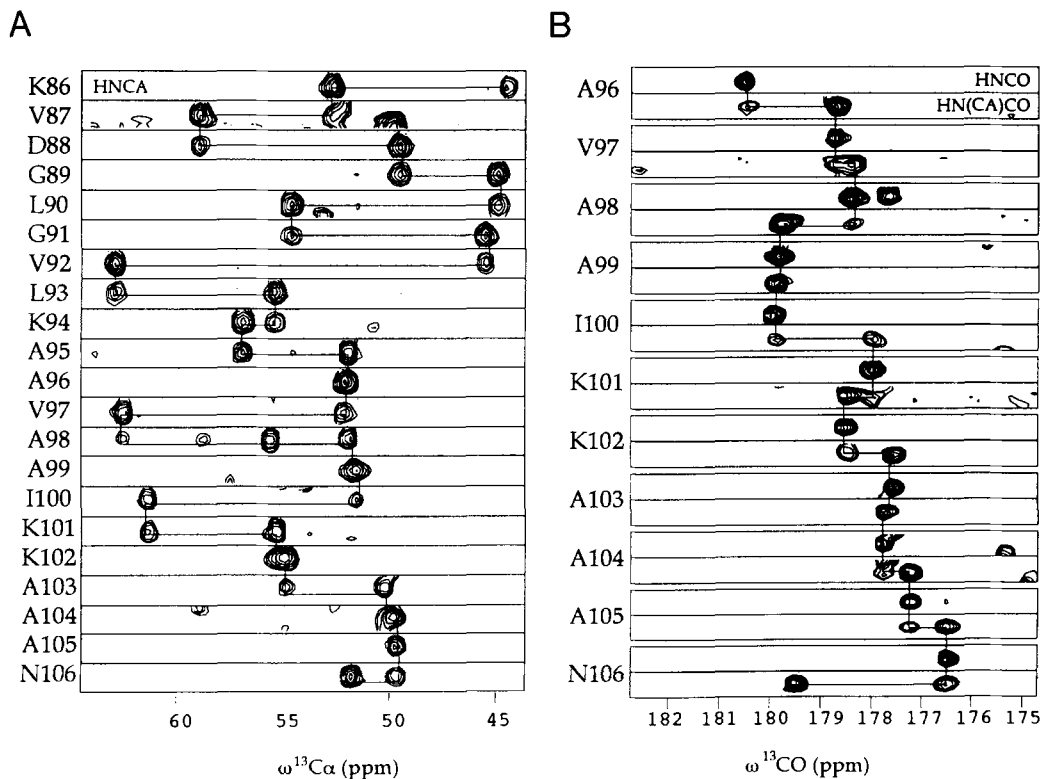 A
K86
HNCA
V87
D88
G89
L90
G91
V92
L93
K94
A95
A96
V97
A98
A99
I100
K101
K102
A103
A104
A105
N106
60
55
50
45
ω¹³Cα (ppm)
B
A96
HNCO
HN(CA)CO
V97
A98
A99
I100
K101
K102
A103
A104
A105
N106
182 181 180 179 178 177 176 175
ω¹³CO (ppm)